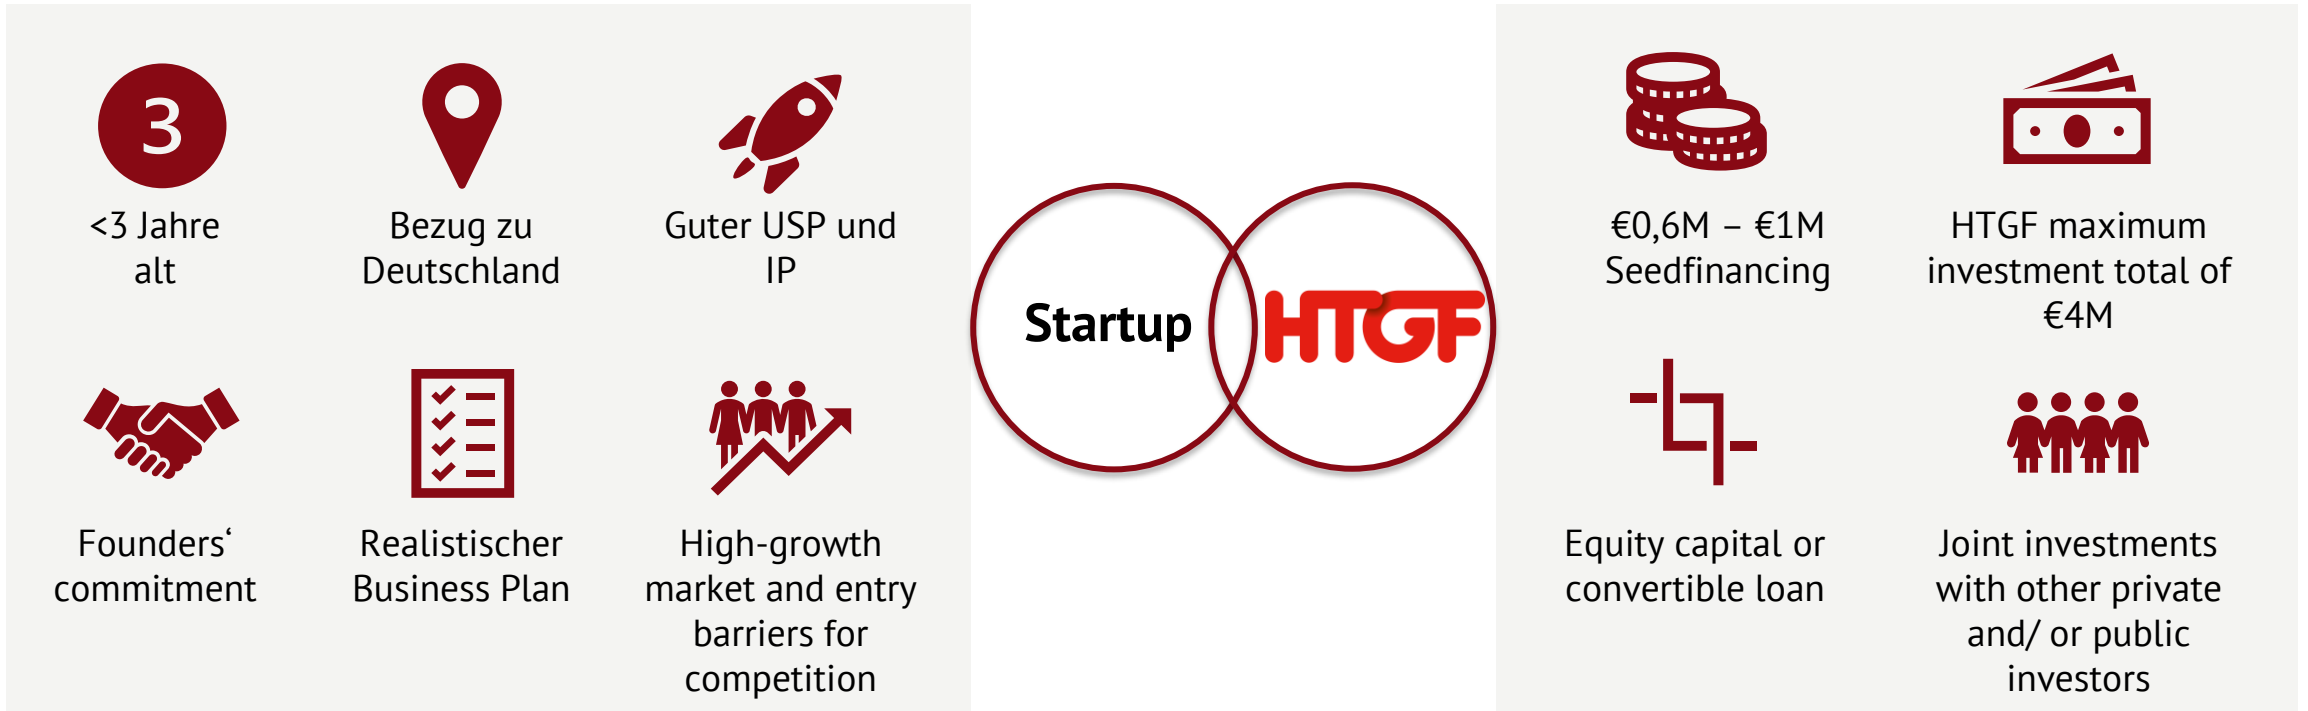 3
<3 Jahre
alt
Bezug zu
Deutschland
Guter USP und
IP
Founders‘
commitment
Realistischer
Business Plan
High-growth
market and entry
barriers for
competition
Startup
HTGF
€0,6M – €1M
Seedfinancing
HTGF maximum
investment total of
€4M
Equity capital or
convertible loan
Joint investments
with other private
and/ or public
investors